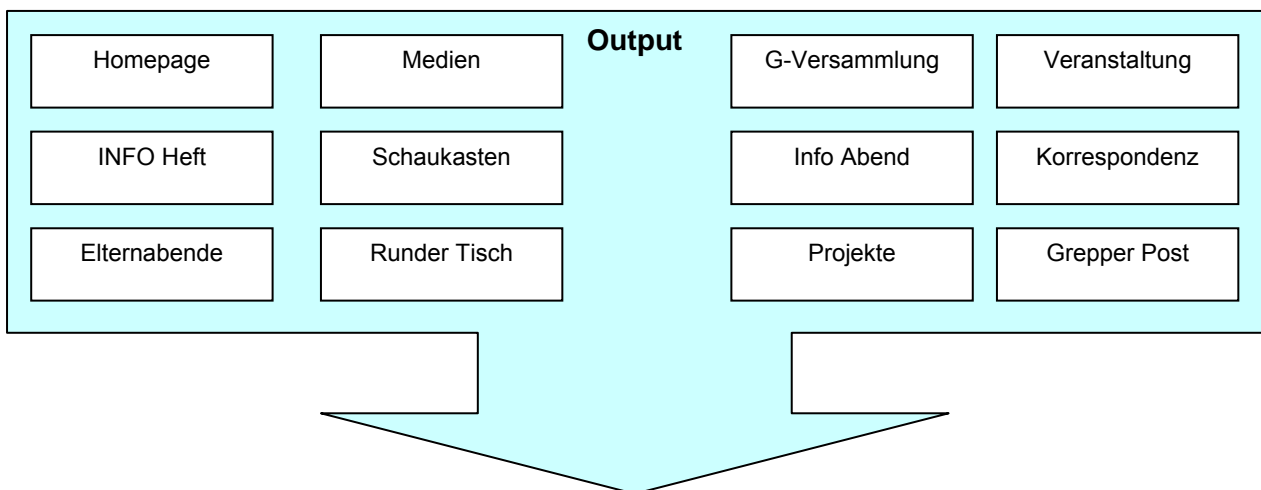 Output
Homepage
Medien
G-Versammlung
Veranstaltung
INFO Heft
Schaukasten
Info Abend
Korrespondenz
Elternabende
Runder Tisch
Projekte
Grepper Post